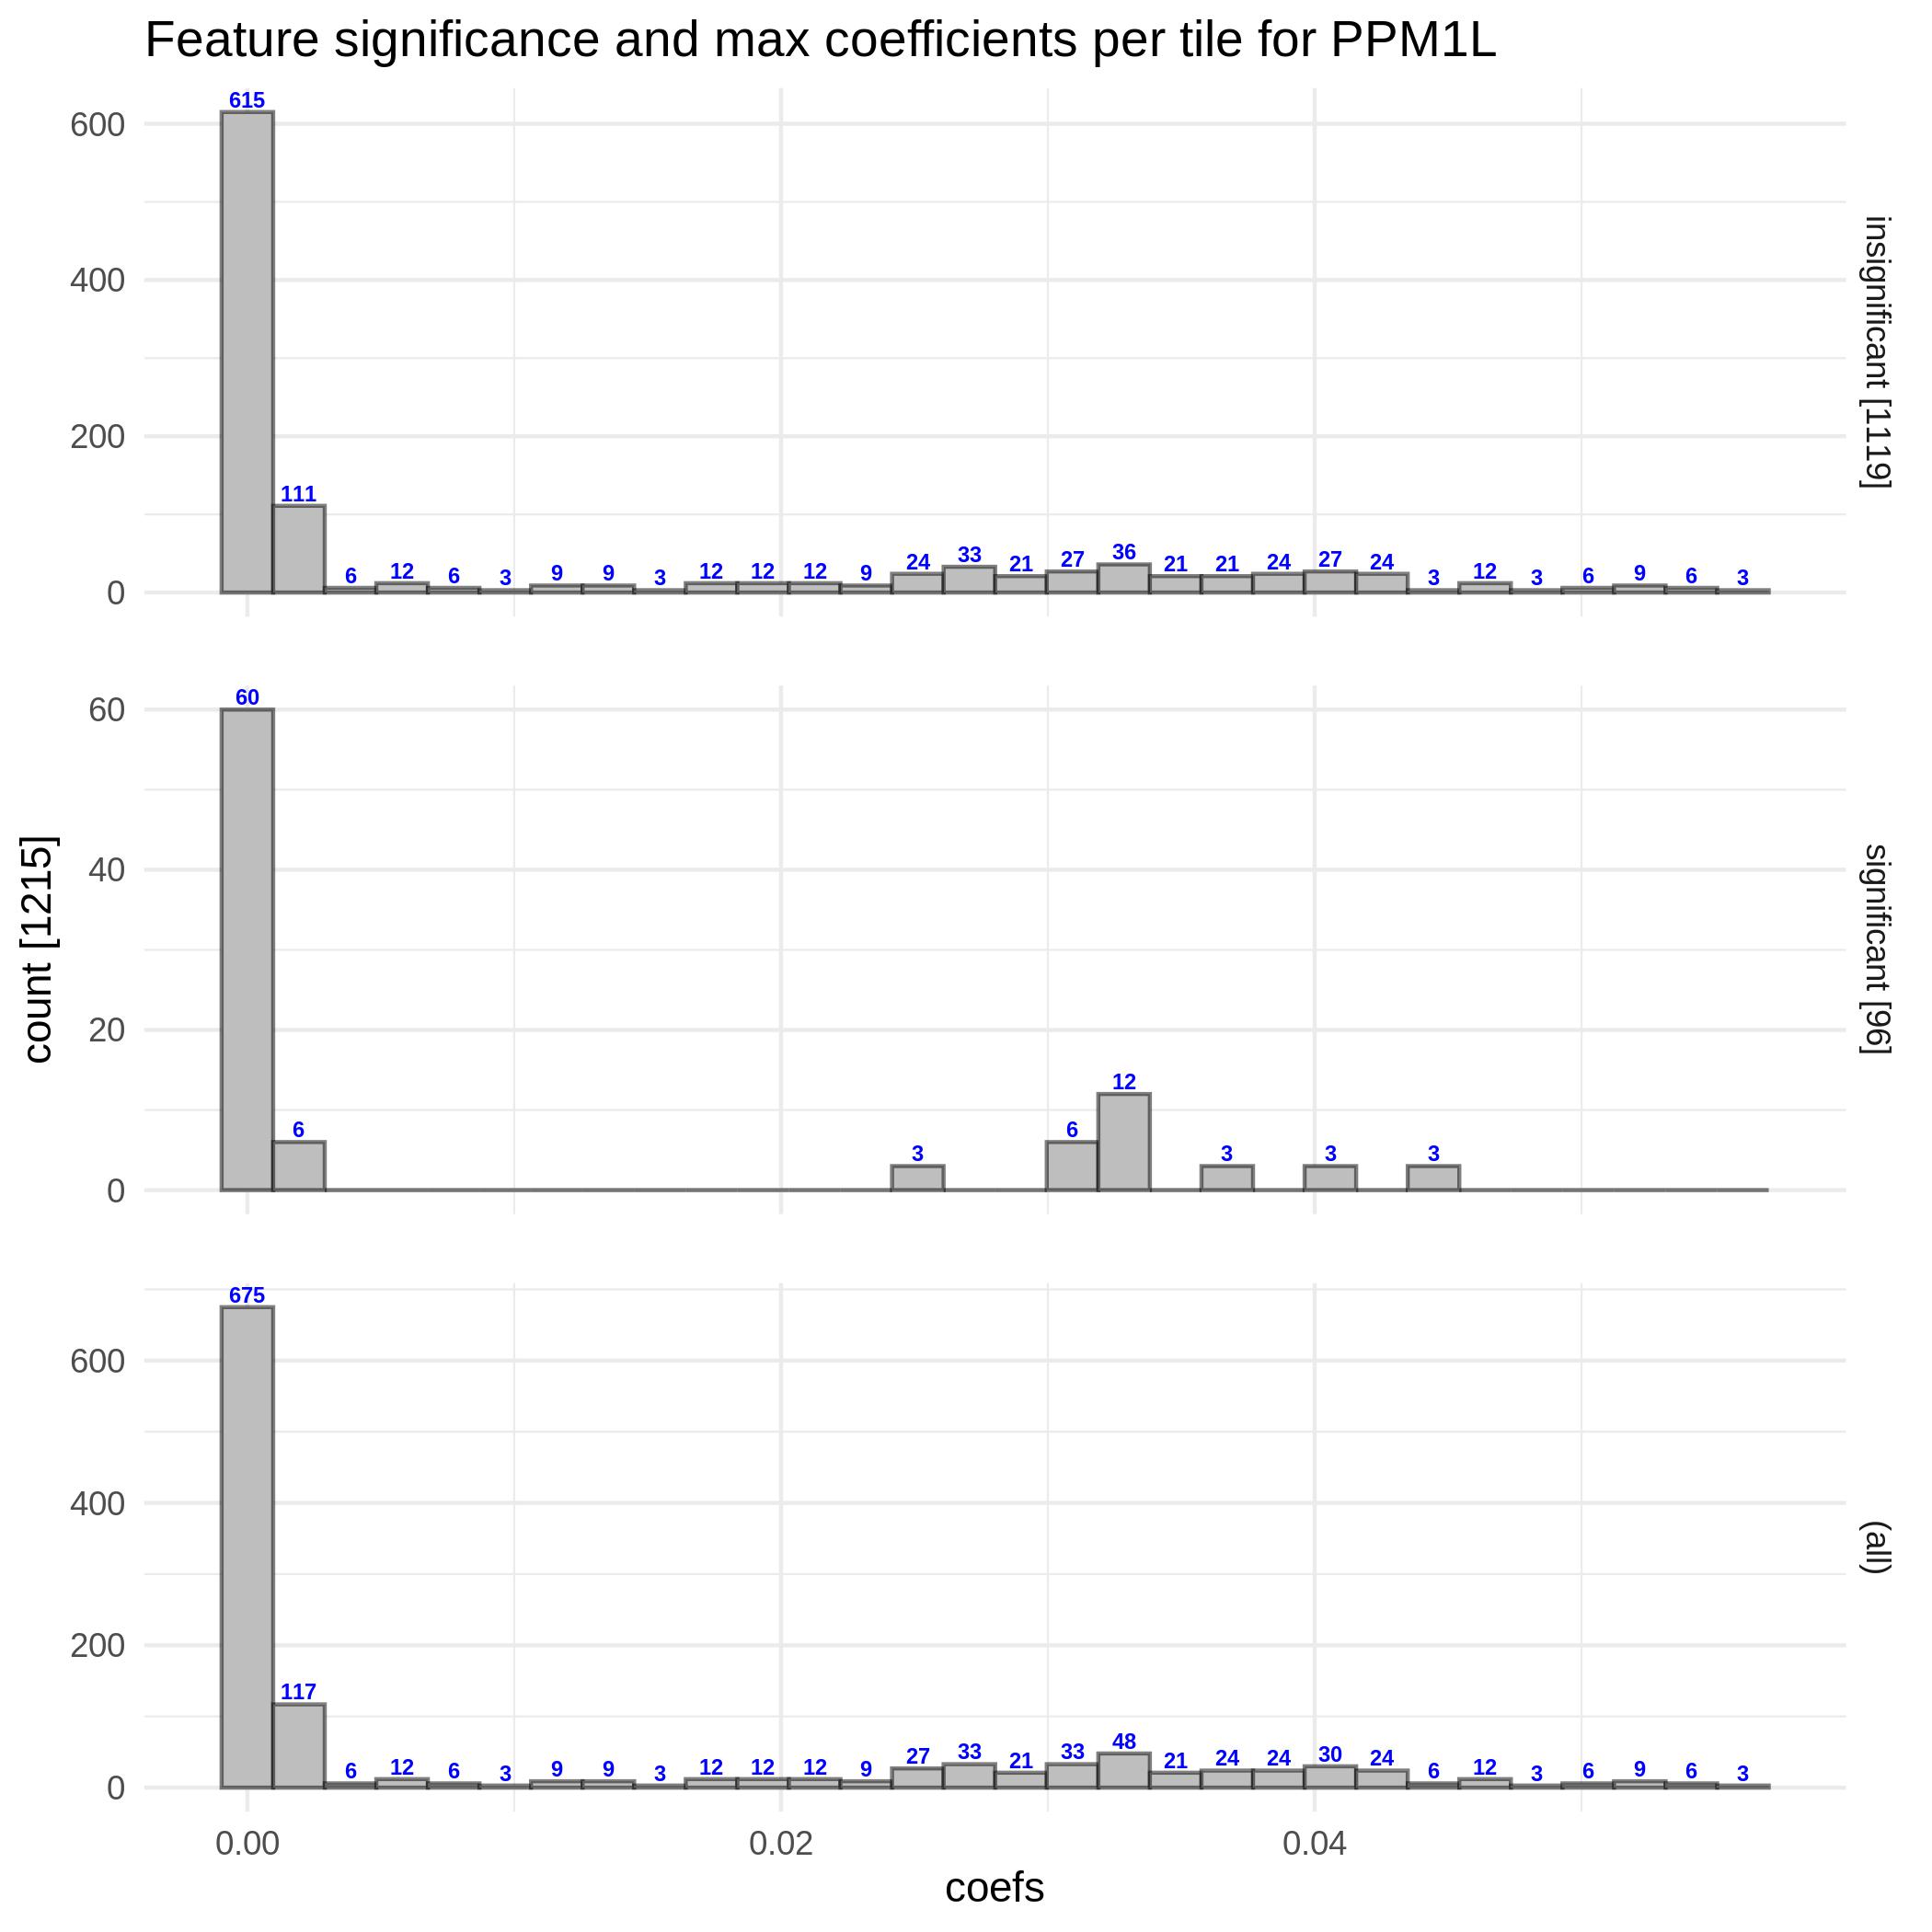 Feature significance and max coefficients per tile for PPM1L
615
600
400
200
111
6 12 6 3 9 9 3 12 12 12 9 24 33 21 27 36 21 21 24 27 24 3 12 3 6 9 6 3
0
insignificant [1119]
60
60
40
20
12
6 3 6 3 3 3
0
significant [96]
count [1215]
675
600
400
200
117
6 12 6 3 9 9 3 12 12 12 9 27 33 21 33 48 21 24 24 30 24 6 12 3 6 9 6 3
0
(all)
0.00 0.02 0.04
coefs